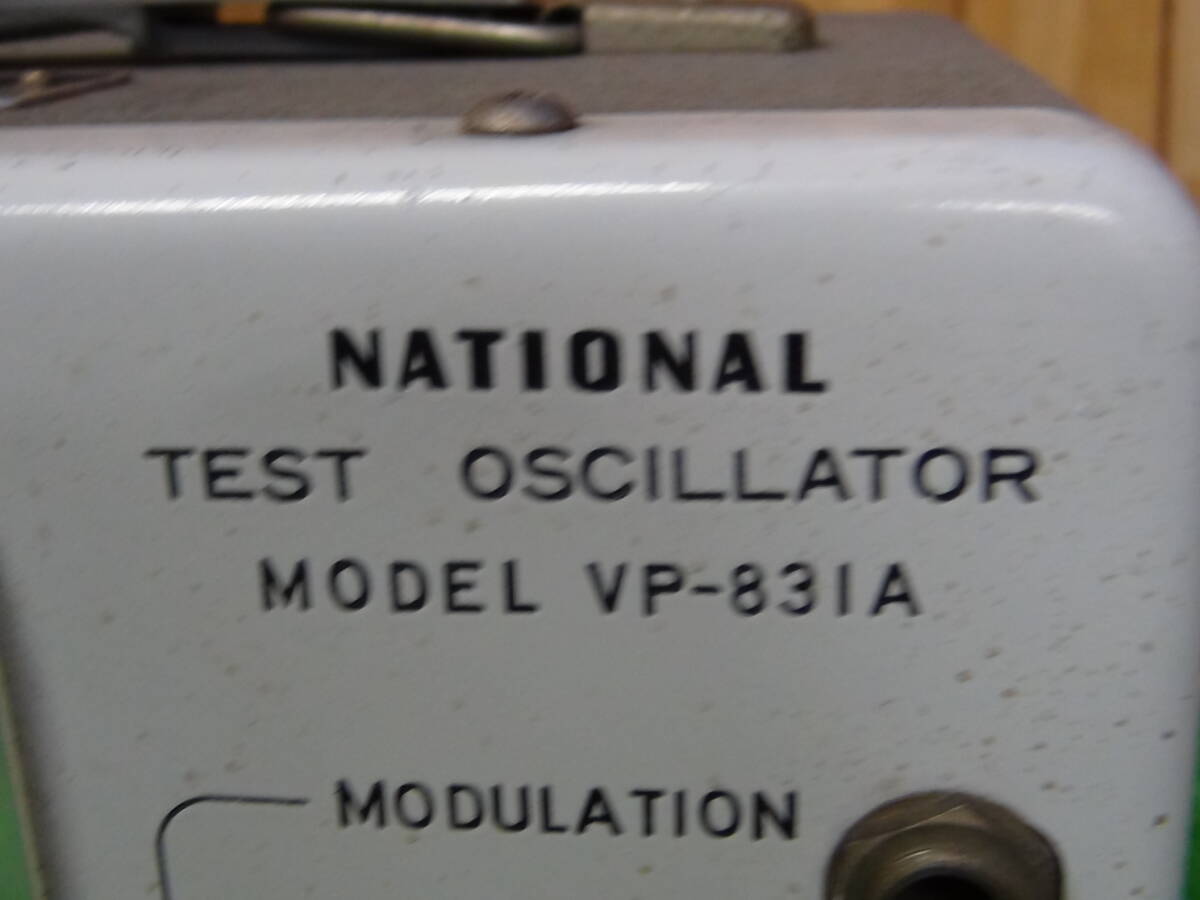 NATIONAL
TEST OSCILLATOR
MODEL VP-831A
MODULATION